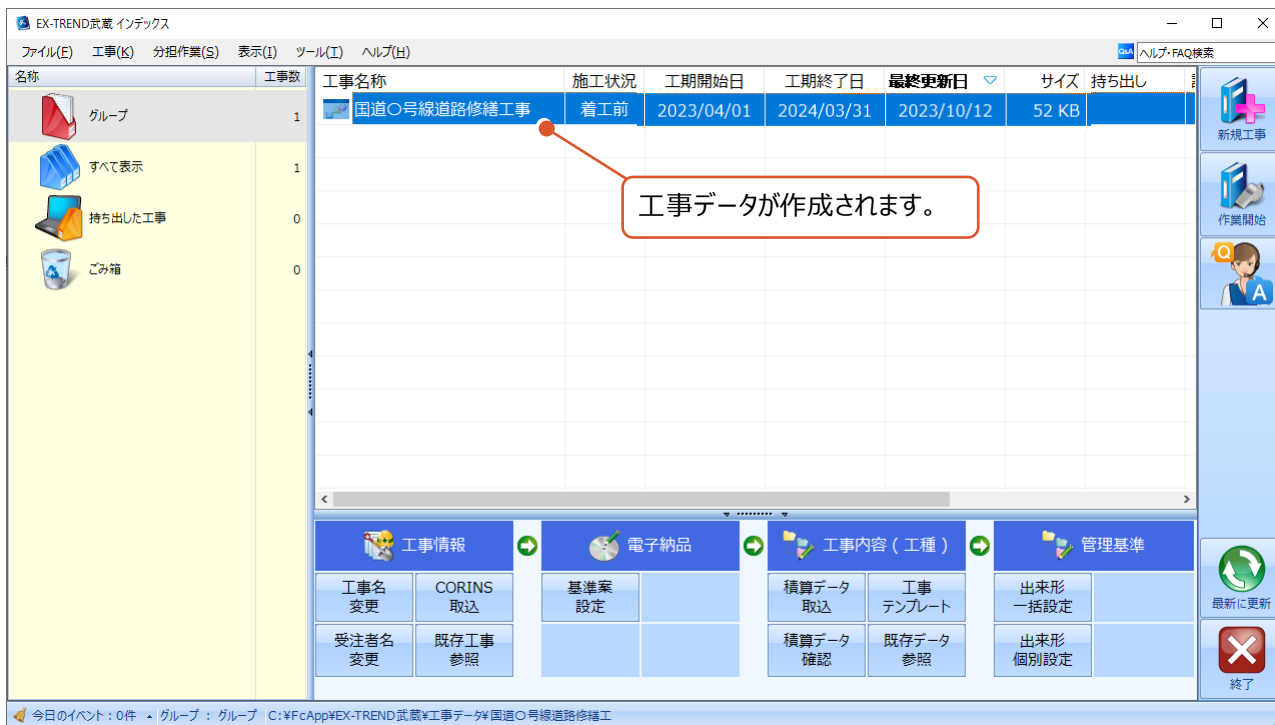 EX-TREND武蔵 インデックス
ファイル(F) 工事(K) 分担作業(S) 表示(I) ツール(T) ヘルプ(H)
Q&A ヘルプ・FAQ検索
名称 工事数
グループ 1
すべて表示 1
持ち出した工事 0
ごみ箱 0
工事名称 施工状況 工期開始日 工期終了日 最終更新日 サイズ 持ち出し
国道〇号線道路修繕工事 着工前 2023/04/01 2024/03/31 2023/10/12 52 KB
工事データが作成されます。
新規工事
作業開始
Q
A
最新に更新
終了
工事情報 電子納品 工事内容 ( 工種 ) 管理基準
工事名
変更
CORINS
取込
基準案
設定
積算データ
取込
工事
テンプレート
出来形
一括設定
受注者名
変更
既存工事
参照
積算データ
確認
既存データ
参照
出来形
個別設定
今日のイベント : 0件 グループ : グループ C:¥FcApp¥EX-TREND武蔵¥工事データ¥国道〇号線道路修繕工